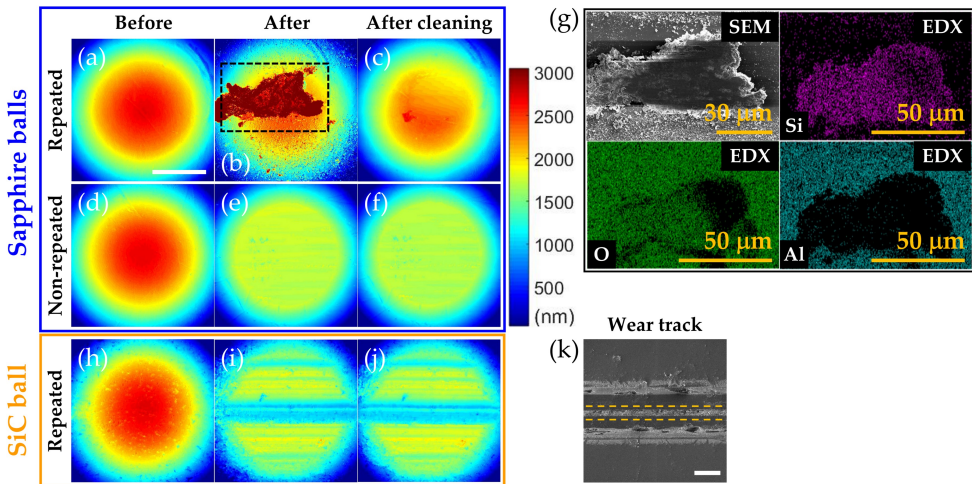 Before
After
After cleaning
Sapphire balls
Repeated
(a)
(b)
(c)
Non-repeated
(d)
(e)
(f)
3000
2500
2000
1500
1000
500
(nm)
(g)
SEM
30 µm
EDX
Si
50 µm
EDX
O
50 µm
EDX
Al
50 µm
SiC ball
Repeated
(h)
(i)
(j)
Wear track
(k)